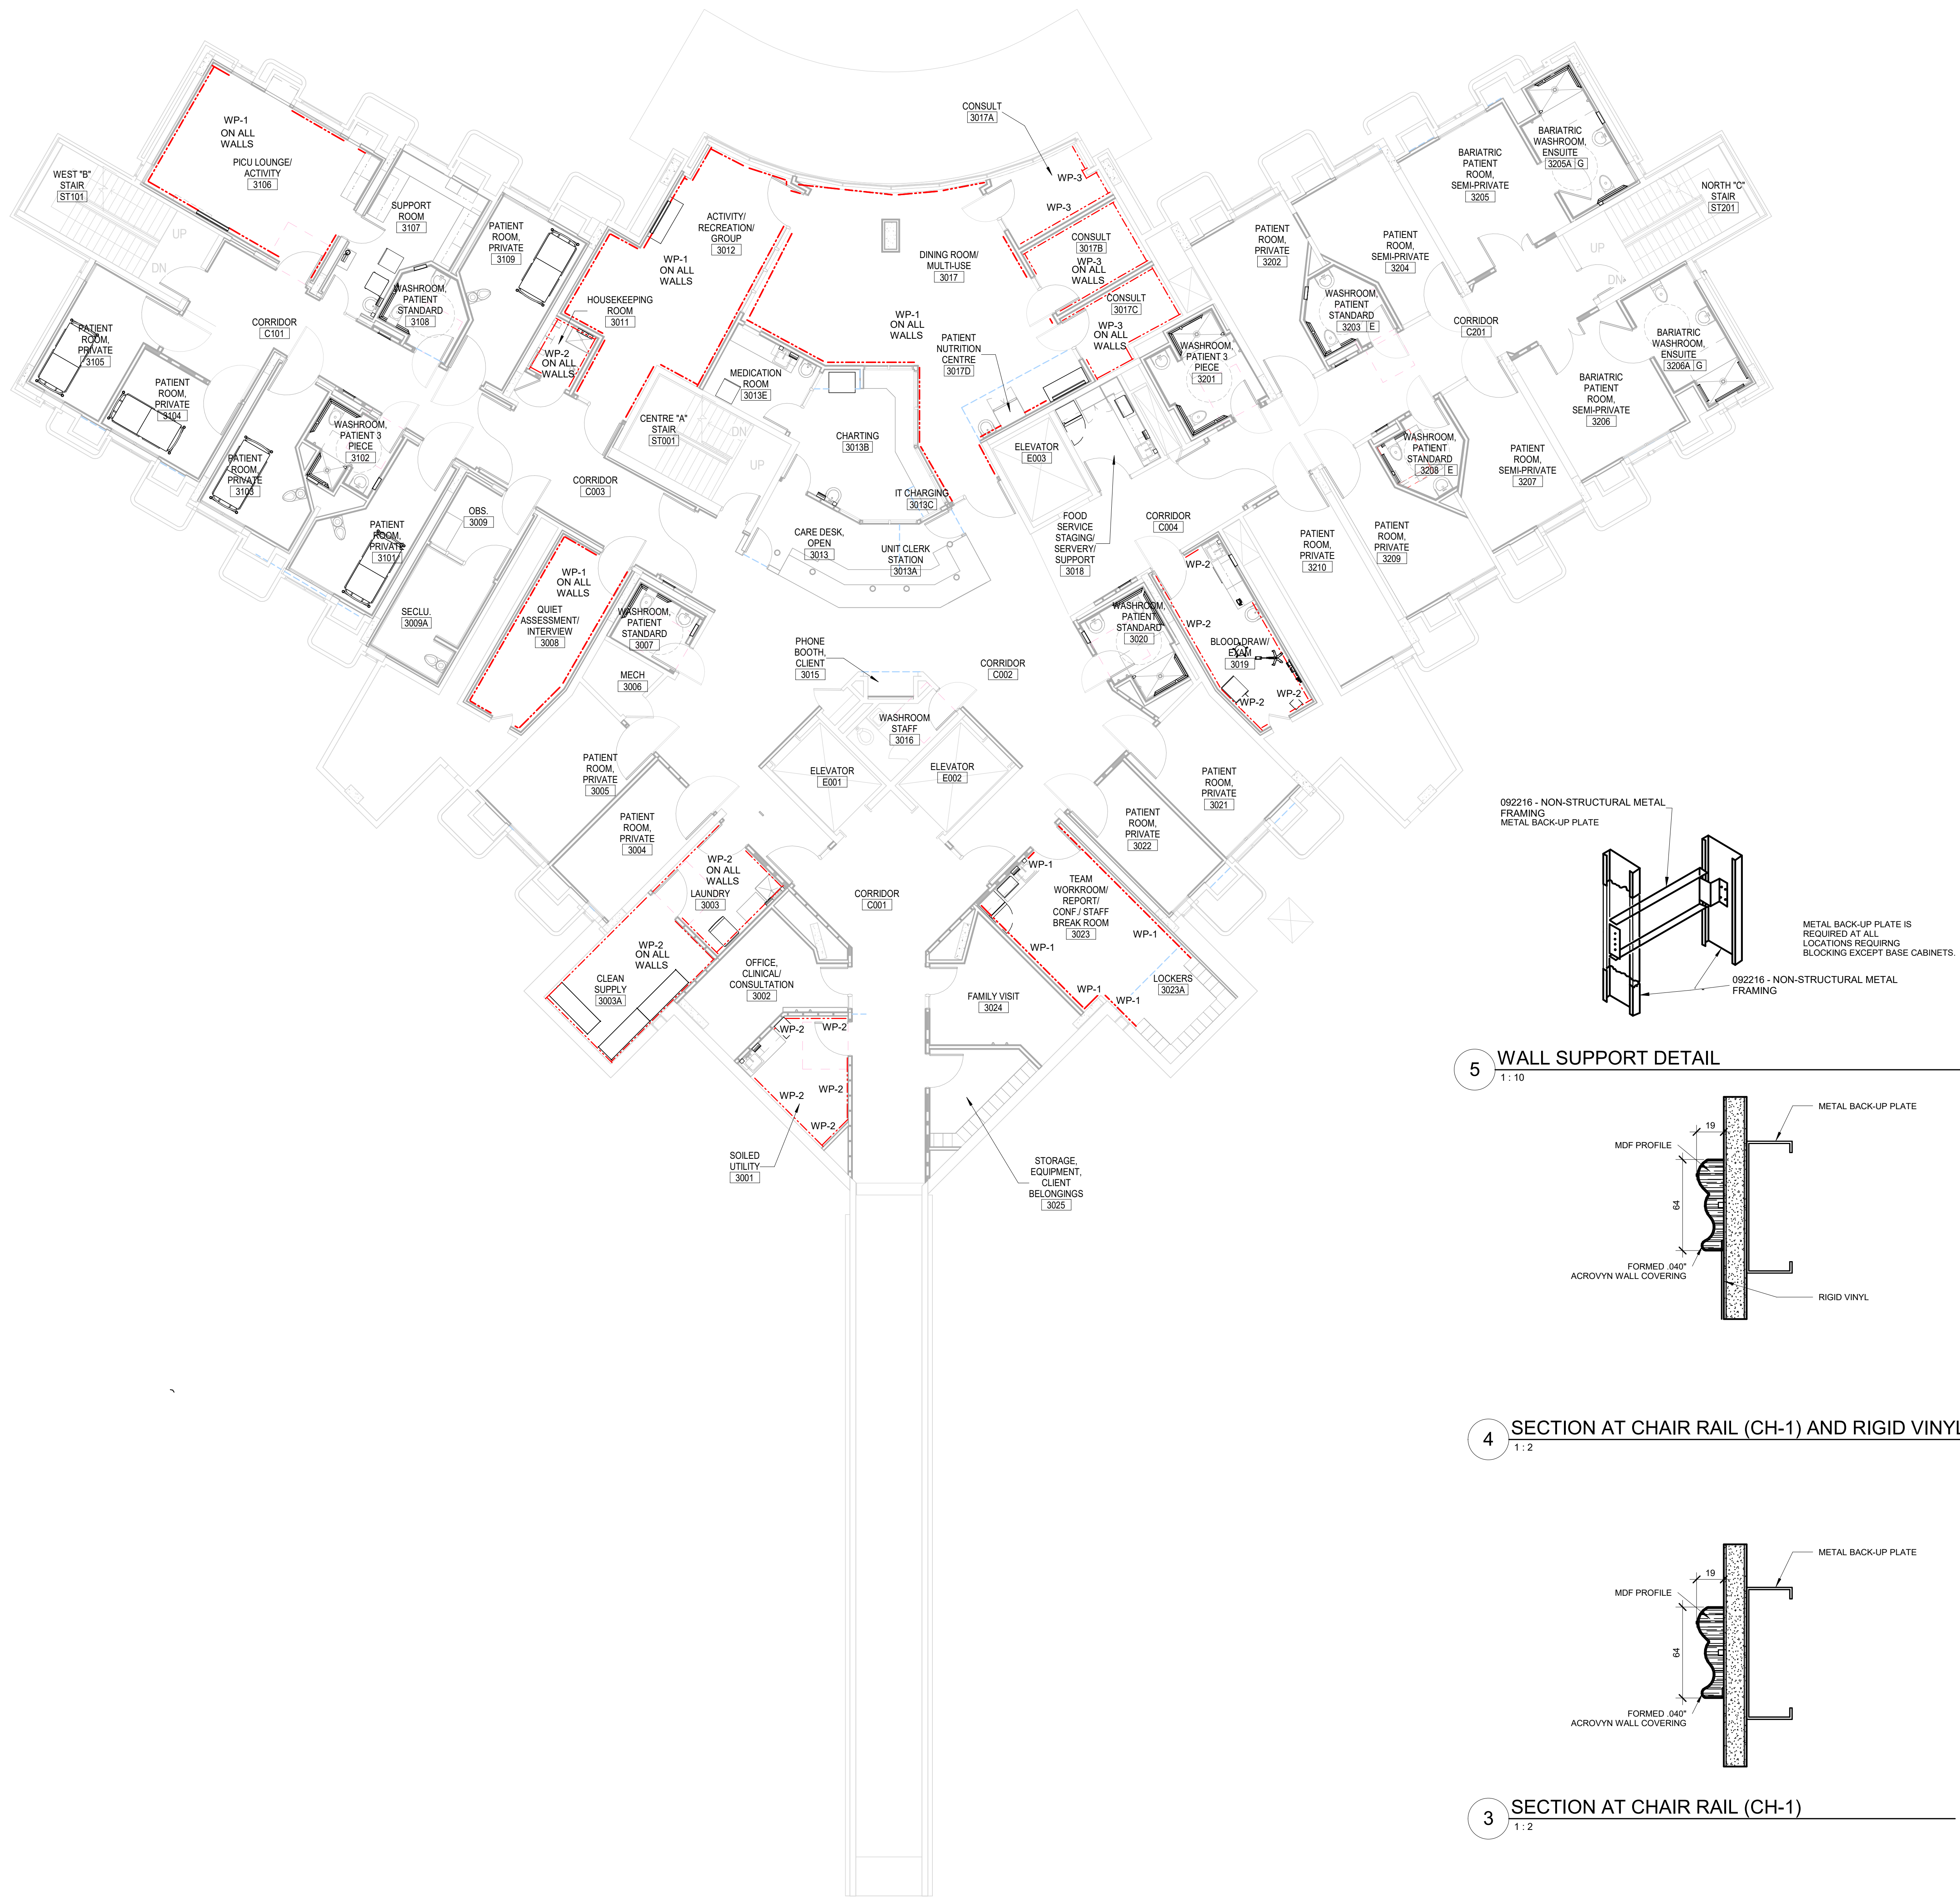 CONSULT
3017A
WP-1
ON ALL
WALLS
PICU LOUNGE/
ACTIVITY
3106
WEST "B"
STAIR
ST101
UP
DN
SUPPORT
ROOM
3107
PATIENT
ROOM,
PRIVATE
3109
WASHROOM,
PATIENT
STANDARD
3108
CORRIDOR
C101
PATIENT
ROOM,
PRIVATE
3105
PATIENT
ROOM,
PRIVATE
3104
PATIENT
ROOM,
PRIVATE
3103
WASHROOM,
PATIENT 3
PIECE
3102
PATIENT
ROOM,
PRIVATE
3101
OBS.
3009
SECLU.
3009A
ACTIVITY/
RECREATION/
GROUP
3012
WP-1
ON ALL
WALLS
HOUSEKEEPING
ROOM
3011
WP-2
ON ALL
WALLS
CENTRE "A"
STAIR
ST001
DN
UP
CORRIDOR
C003
WP-1
ON ALL
WALLS
QUIET
ASSESSMENT/
INTERVIEW
3008
WASHROOM,
PATIENT
STANDARD
3007
MECH
3006
MEDICATION
ROOM
3013E
CHARTING
3013B
IT CHARGING
3013C
CARE DESK,
OPEN
3013
UNIT CLERK
STATION
3013A
DINING ROOM/
MULTI-USE
3017
WP-1
ON ALL
WALLS
PATIENT
NUTRITION
CENTRE
3017D
WP-3
WP-3
CONSULT
3017B
WP-3
ON ALL
WALLS
CONSULT
3017C
WP-3
ON ALL
WALLS
WASHROOM,
PATIENT 3
PIECE
3201
ELEVATOR
E003
FOOD
SERVICE
STAGING/
SERVERY/
SUPPORT
3018
CORRIDOR
C004
PATIENT
ROOM,
PRIVATE
3202
PATIENT
ROOM,
SEMI-PRIVATE
3204
WASHROOM,
PATIENT
STANDARD
3203 E
BARIATRIC
PATIENT
ROOM,
SEMI-PRIVATE
3205
BARIATRIC
WASHROOM,
ENSUITE
3205A G
NORTH "C"
STAIR
ST201
UP
DN
CORRIDOR
C201
BARIATRIC
WASHROOM,
ENSUITE
3206A G
BARIATRIC
PATIENT
ROOM,
SEMI-PRIVATE
3206
WASHROOM,
PATIENT
STANDARD
3208 E
PATIENT
ROOM,
SEMI-PRIVATE
3207
PATIENT
ROOM,
PRIVATE
3209
PATIENT
ROOM,
PRIVATE
3210
WASHROOM,
PATIENT
STANDARD
3020
WP-2
WP-2
BLOOD DRAW/
EXAM
3019
WP-2
WP-2
PHONE
BOOTH,
CLIENT
3015
CORRIDOR
C002
WASHROOM
STAFF
3016
ELEVATOR
E001
ELEVATOR
E002
PATIENT
ROOM,
PRIVATE
3005
PATIENT
ROOM,
PRIVATE
3004
PATIENT
ROOM,
PRIVATE
3021
PATIENT
ROOM,
PRIVATE
3022
WP-2
ON ALL
WALLS
LAUNDRY
3003
WP-2
ON ALL
WALLS
CLEAN
SUPPLY
3003A
CORRIDOR
C001
OFFICE,
CLINICAL/
CONSULTATION
3002
WP-2
WP-2
WP-2
WP-2
WP-2
SOILED
UTILITY
3001
WP-1
TEAM
WORKROOM/
REPORT/
CONF./ STAFF
BREAK ROOM
3023
WP-1
WP-1
WP-1
WP-1
LOCKERS
3023A
FAMILY VISIT
3024
STORAGE,
EQUIPMENT,
CLIENT
BELONGINGS
3025
092216 - NON-STRUCTURAL METAL
FRAMING
METAL BACK-UP PLATE
METAL BACK-UP PLATE IS
REQUIRED AT ALL
LOCATIONS REQUIRNG
BLOCKING EXCEPT BASE CABINETS.
092216 - NON-STRUCTURAL METAL
FRAMING
5 WALL SUPPORT DETAIL
1 : 10
METAL BACK-UP PLATE
19
MDF PROFILE
64
FORMED .040"
ACROVYN WALL COVERING
RIGID VINYL
4 SECTION AT CHAIR RAIL (CH-1) AND RIGID VINYL
1 : 2
METAL BACK-UP PLATE
19
MDF PROFILE
64
FORMED .040"
ACROVYN WALL COVERING
3 SECTION AT CHAIR RAIL (CH-1)
1 : 2